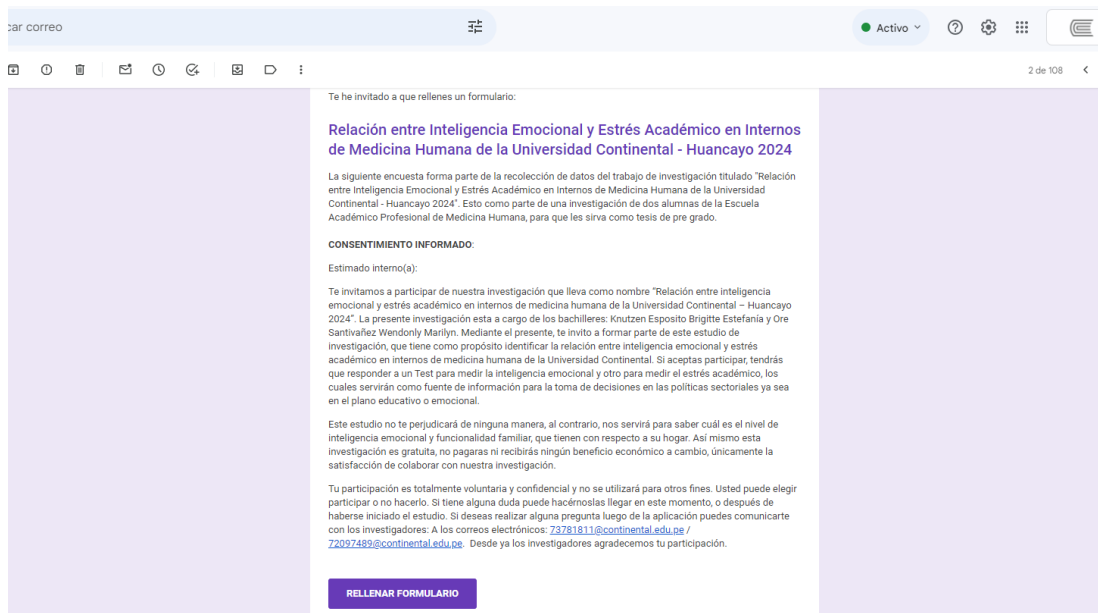 car correo
Activo
2 de 108
Te he invitado a que rellenes un formulario:
Relación entre Inteligencia Emocional y Estrés Académico en Internos
de Medicina Humana de la Universidad Continental - Huancayo 2024
La siguiente encuesta forma parte de la recolección de datos del trabajo de investigación titulado "Relación
entre Inteligencia Emocional y Estrés Académico en Internos de Medicina Humana de la Universidad
Continental - Huancayo 2024". Esto como parte de una investigación de dos alumnas de la Escuela
Académico Profesional de Medicina Humana, para que les sirva como tesis de pre grado.
CONSENTIMIENTO INFORMADO:
Estimado interno(a):
Te invitamos a participar de nuestra investigación que lleva como nombre "Relación entre inteligencia
emocional y estrés académico en internos de medicina humana de la Universidad Continental – Huancayo
2024". La presente investigación esta a cargo de los bachilleres: Knutzen Esposito Brigitte Estefanía y Ore
Santivañez Wendonly Marilyn. Mediante el presente, te invito a formar parte de este estudio de
investigación, que tiene como propósito identificar la relación entre inteligencia emocional y estrés
académico en internos de medicina humana de la Universidad Continental. Si aceptas participar, tendrás
que responder a un Test para medir la inteligencia emocional y otro para medir el estrés académico, los
cuales servirán como fuente de información para la toma de decisiones en las políticas sectoriales ya sea
en el plano educativo o emocional.
Este estudio no te perjudicará de ninguna manera, al contrario, nos servirá para saber cuál es el nivel de
inteligencia emocional y funcionalidad familiar, que tienen con respecto a su hogar. Así mismo esta
investigación es gratuita, no pagaras ni recibirás ningún beneficio económico a cambio, únicamente la
satisfacción de colaborar con nuestra investigación.
Tu participación es totalmente voluntaria y confidencial y no se utilizará para otros fines. Usted puede elegir
participar o no hacerlo. Si tiene alguna duda puede hacérnoslas llegar en este momento, o después de
haberse iniciado el estudio. Si deseas realizar alguna pregunta luego de la aplicación puedes comunicarte
con los investigadores: A los correos electrónicos: 73781811@continental.edu.pe /
72097489@continental.edu.pe. Desde ya los investigadores agradecemos tu participación.
RELLENAR FORMULARIO